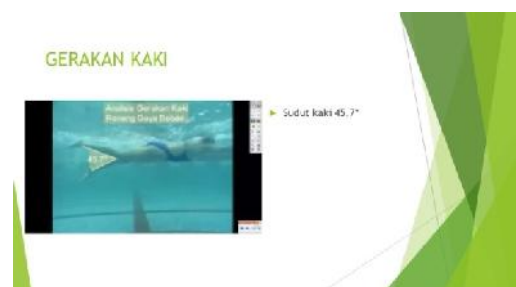 GERAKAN KAKI
Analisis Gerakan Kaki
Renang Gaya Bebas
Sudut kaki 45.7°